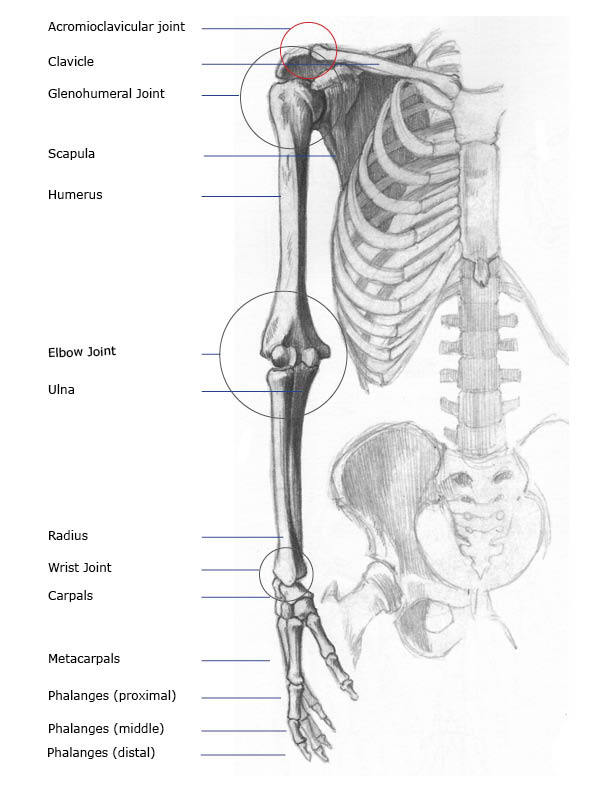 Acromioclavicular joint
Clavicle
Glenohumeral Joint
Scapula
Humerus
Elbow Joint
Ulna
Radius
Wrist Joint
Carpals
Metacarpals
Phalanges (proximal)
Phalanges (middle)
Phalanges (distal)